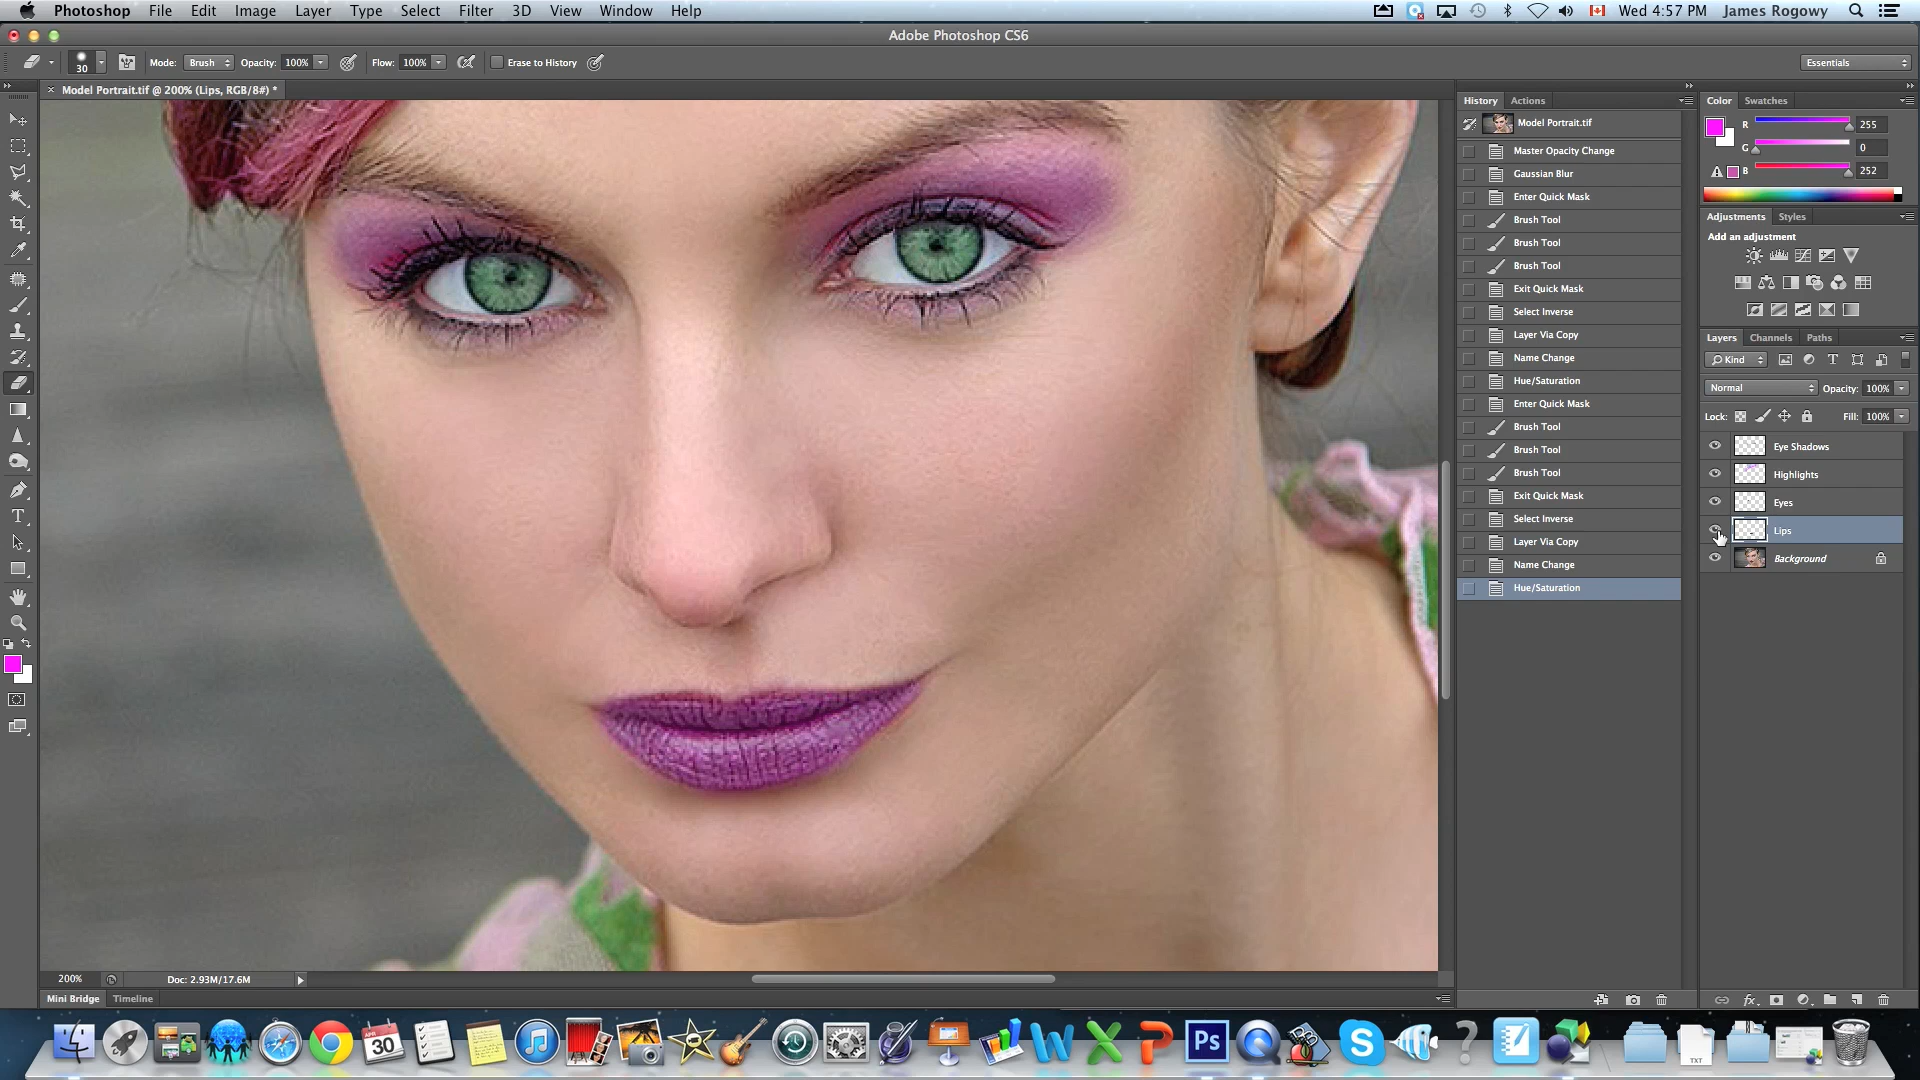 Photoshop File Edit Image Layer Type Select Filter 3D View Window Help Wed 4:57 PM James Rogowy
Adobe Photoshop CS6
30 Mode: Brush Opacity: 100% Flow: 100% Erase to History Essentials
Model Portrait.tif @ 200% (Lips, RGB/8#) *
History Actions
Model Portrait.tif
Master Opacity Change
Gaussian Blur
Enter Quick Mask
Brush Tool
Brush Tool
Brush Tool
Exit Quick Mask
Select Inverse
Layer Via Copy
Name Change
Hue/Saturation
Enter Quick Mask
Brush Tool
Brush Tool
Brush Tool
Exit Quick Mask
Select Inverse
Layer Via Copy
Name Change
Hue/Saturation
Color Swatches
R 255
G 0
B 252
Adjustments Styles
Add an adjustment
Layers Channels Paths
Kind T
Normal Opacity: 100%
Lock: Fill: 100%
Eye Shadows
Highlights
Eyes
Lips
Background
fx
T
200% Doc: 2.93M/17.6M
Mini Bridge Timeline
APR
30
W X P Ps S ? TXT